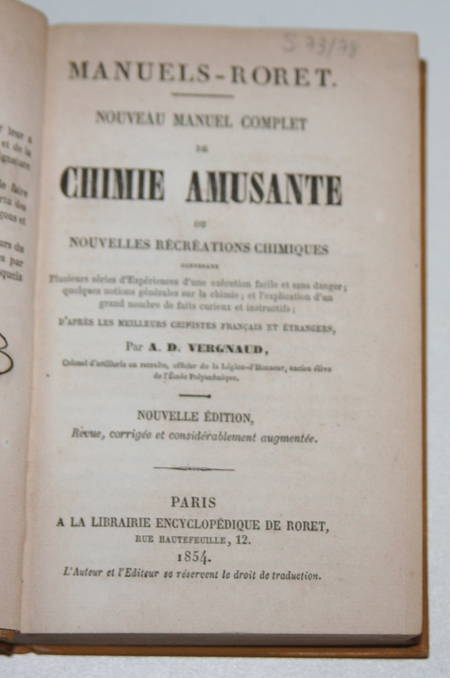 S 73/78
MANUELS-RORET.
NOUVEAU MANUEL COMPLET
DE
CHIMIE AMUSANTE
OU
NOUVELLES RÉCRÉATIONS CHIMIQUES
CONTENANT
Plusieurs séries d'Expériences d'une exécution facile et sans danger;
quelques notions générales sur la chimie; et l'explication d'un
grand nombre de faits curieux et instructifs;
D'APRÈS LES MEILLEURS CHIMISTES FRANÇAIS ET ÉTRANGERS,
Par A. D. VERGNAUD,
Colonel d'artillerie en retraite, officier de la Légion-d'Honneur, ancien élève
de l'École Polytechnique.
NOUVELLE ÉDITION,
Revue, corrigée et considérablement augmentée.
PARIS
A LA LIBRAIRIE ENCYCLOPÉDIQUE DE RORET,
RUE HAUTEFEUILLE, 12.
1854.
L'Auteur et l'Editeur se réservent le droit de traduction.